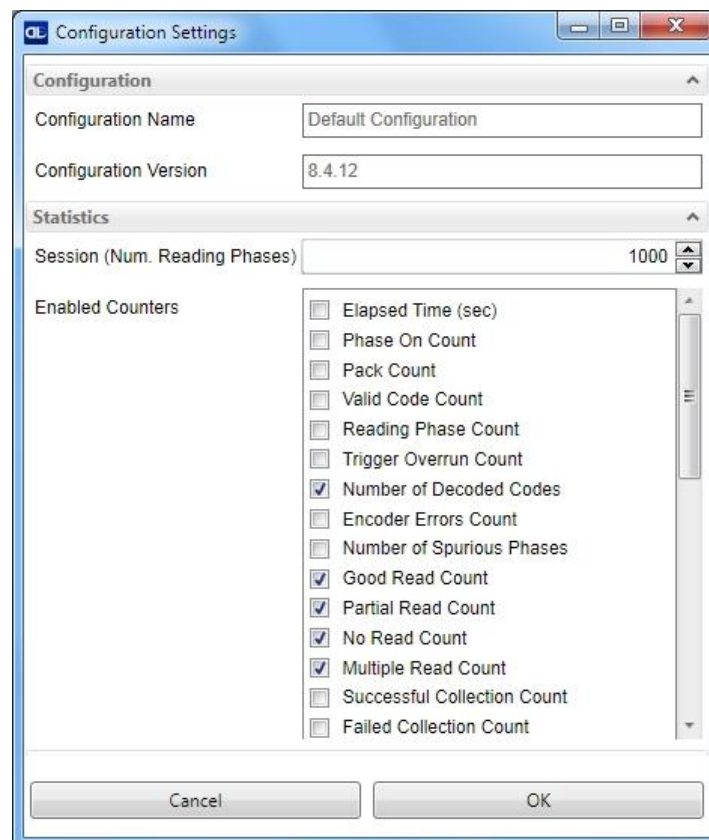 Configuration Settings
Configuration
Configuration Name Default Configuration
Configuration Version 8.4.12
Statistics
Session (Num. Reading Phases) 1000
Enabled Counters
Elapsed Time (sec)
Phase On Count
Pack Count
Valid Code Count
Reading Phase Count
Trigger Overrun Count
Number of Decoded Codes
Encoder Errors Count
Number of Spurious Phases
Good Read Count
Partial Read Count
No Read Count
Multiple Read Count
Successful Collection Count
Failed Collection Count
Cancel OK